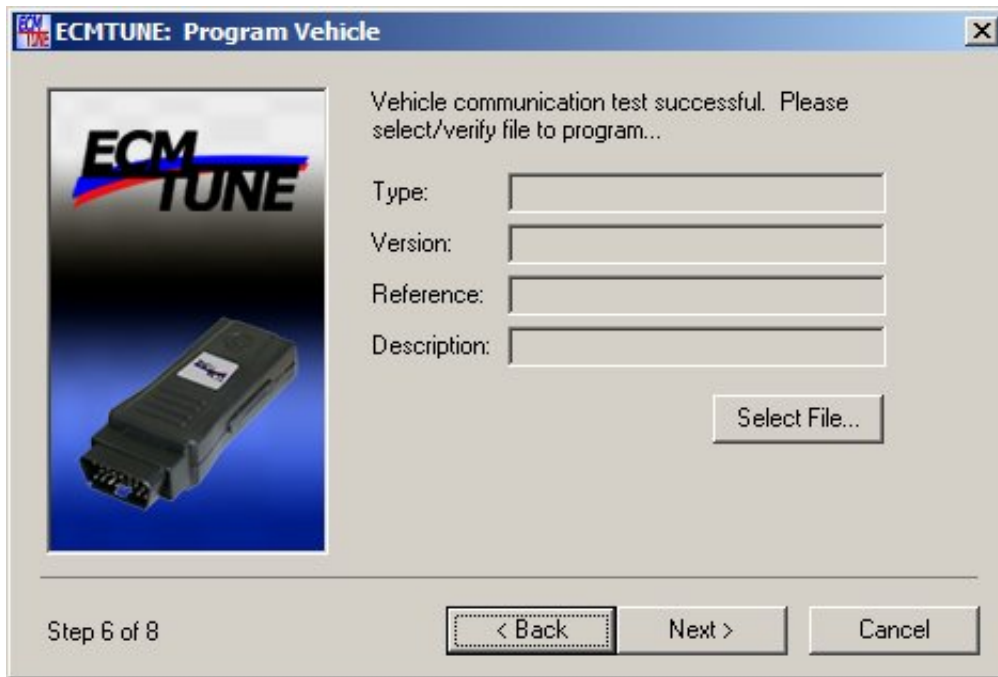 ECMTUNE: Program Vehicle
ECM
TUNE
Vehicle communication test successful. Please
select/verify file to program...
Type:
Version:
Reference:
Description:
Select File...
Step 6 of 8
< Back
Next >
Cancel